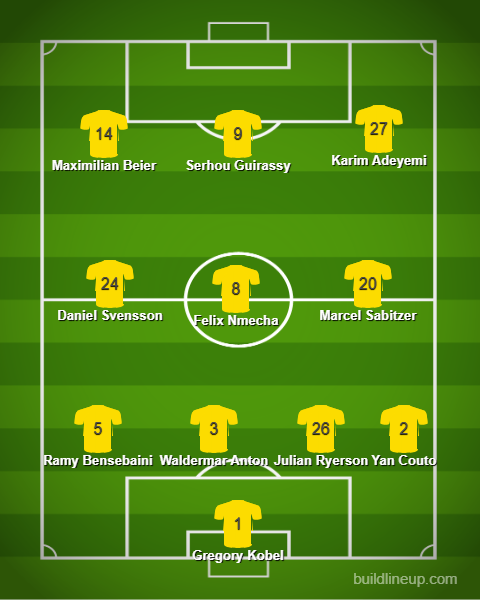 14
9
27
Maximilian Beier
Serhou Guirassy
Karim Adeyemi
24
8
20
Daniel Svensson
Felix Nmecha
Marcel Sabitzer
5
3
26
2
Ramy Bensebaini
Waldermar Anton
Julian Ryerson
Yan Couto
1
Gregory Kobel
buildlineup.com